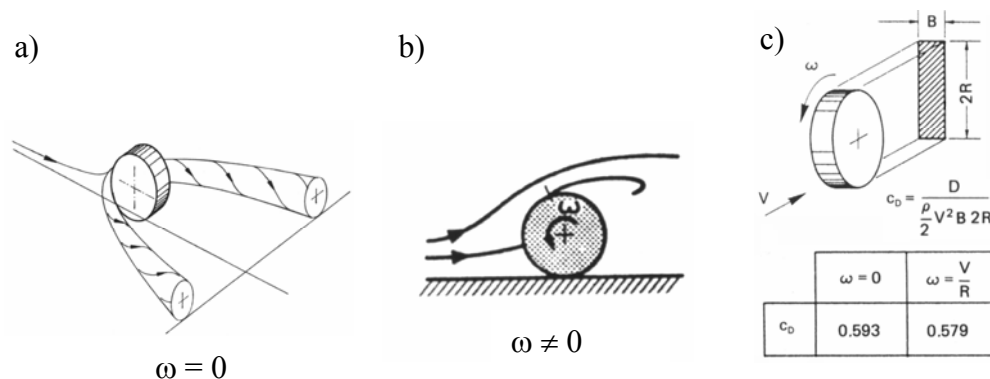 a)
ω = 0
b)
ω
ω ≠ 0
c)
B
ω
2R
V
c_D = D / (ρ/2 V² B 2R)
ω = 0 ω = V/R
c_D 0.593 0.579